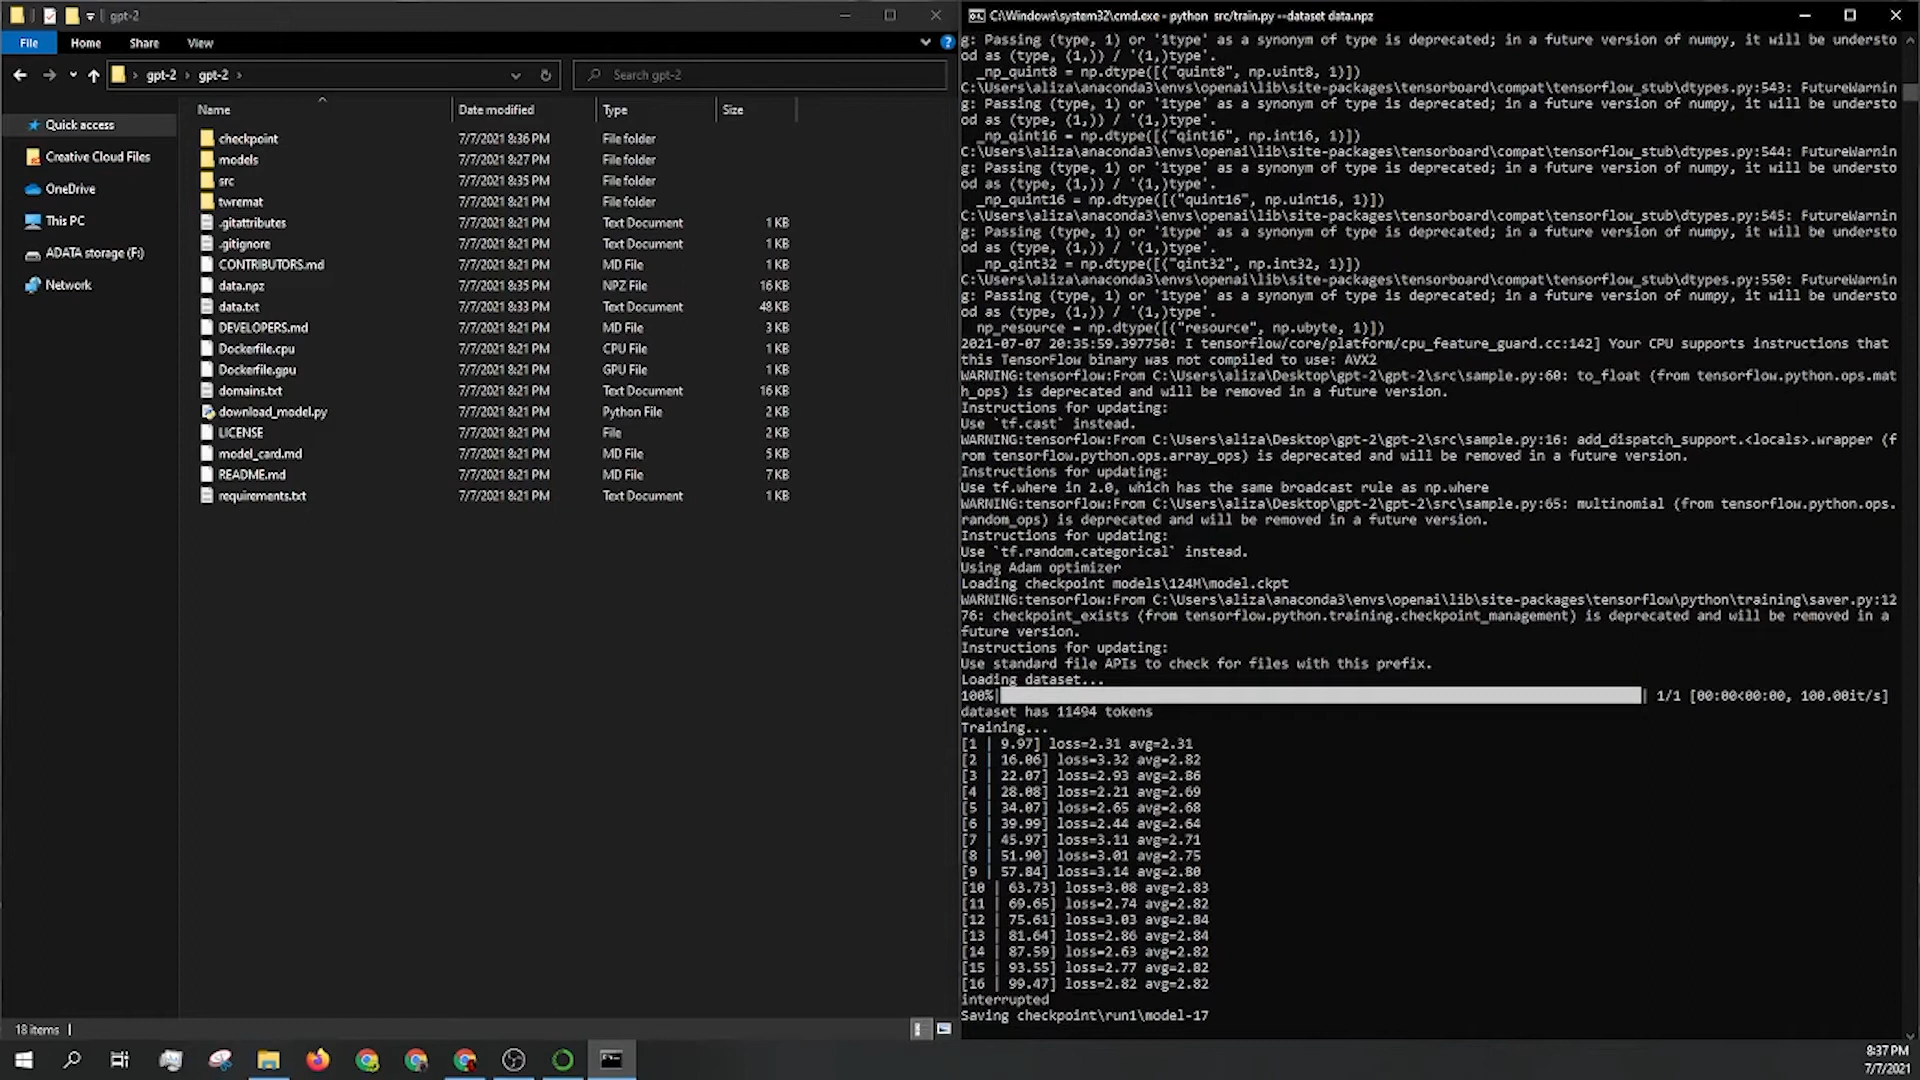 gpt-2
File Home Share View
gpt-2 › gpt-2 ›
Search gpt-2
Quick access
Creative Cloud Files
OneDrive
This PC
ADATA storage (F:)
Network
Name Date modified Type Size
checkpoint 7/7/2021 8:36 PM File folder
models 7/7/2021 8:27 PM File folder
src 7/7/2021 8:35 PM File folder
twremat 7/7/2021 8:21 PM File folder
.gitattributes 7/7/2021 8:21 PM Text Document 1 KB
.gitignore 7/7/2021 8:21 PM Text Document 1 KB
CONTRIBUTORS.md 7/7/2021 8:21 PM MD File 1 KB
data.npz 7/7/2021 8:35 PM NPZ File 16 KB
data.txt 7/7/2021 8:33 PM Text Document 48 KB
DEVELOPERS.md 7/7/2021 8:21 PM MD File 3 KB
Dockerfile.cpu 7/7/2021 8:21 PM CPU File 1 KB
Dockerfile.gpu 7/7/2021 8:21 PM GPU File 1 KB
domains.txt 7/7/2021 8:21 PM Text Document 16 KB
download_model.py 7/7/2021 8:21 PM Python File 2 KB
LICENSE 7/7/2021 8:21 PM File 2 KB
model_card.md 7/7/2021 8:21 PM MD File 5 KB
README.md 7/7/2021 8:21 PM MD File 7 KB
requirements.txt 7/7/2021 8:21 PM Text Document 1 KB
18 items
C:\Windows\system32\cmd.exe - python src/train.py --dataset data.npz
g: Passing (type, 1) or '1type' as a synonym of type is deprecated; in a future version of numpy, it will be understo
od as (type, (1,)) / '(1,)type'.
_np_quint8 = np.dtype([("quint8", np.uint8, 1)])
C:\Users\aliza\anaconda3\envs\openai\lib\site-packages\tensorboard\compat\tensorflow_stub\dtypes.py:543: FutureWarnin
g: Passing (type, 1) or '1type' as a synonym of type is deprecated; in a future version of numpy, it will be understo
od as (type, (1,)) / '(1,)type'.
_np_qint16 = np.dtype([("qint16", np.int16, 1)])
C:\Users\aliza\anaconda3\envs\openai\lib\site-packages\tensorboard\compat\tensorflow_stub\dtypes.py:544: FutureWarnin
g: Passing (type, 1) or '1type' as a synonym of type is deprecated; in a future version of numpy, it will be understo
od as (type, (1,)) / '(1,)type'.
_np_quint16 = np.dtype([("quint16", np.uint16, 1)])
C:\Users\aliza\anaconda3\envs\openai\lib\site-packages\tensorboard\compat\tensorflow_stub\dtypes.py:545: FutureWarnin
g: Passing (type, 1) or '1type' as a synonym of type is deprecated; in a future version of numpy, it will be understo
od as (type, (1,)) / '(1,)type'.
_np_qint32 = np.dtype([("qint32", np.int32, 1)])
C:\Users\aliza\anaconda3\envs\openai\lib\site-packages\tensorboard\compat\tensorflow_stub\dtypes.py:550: FutureWarnin
g: Passing (type, 1) or '1type' as a synonym of type is deprecated; in a future version of numpy, it will be understo
od as (type, (1,)) / '(1,)type'.
np_resource = np.dtype([("resource", np.ubyte, 1)])
2021-07-07 20:35:59.397750: I tensorflow/core/platform/cpu_feature_guard.cc:142] Your CPU supports instructions that
this TensorFlow binary was not compiled to use: AVX2
WARNING:tensorflow:From C:\Users\aliza\Desktop\gpt-2\gpt-2\src\sample.py:60: to_float (from tensorflow.python.ops.mat
h_ops) is deprecated and will be removed in a future version.
Instructions for updating:
Use `tf.cast` instead.
WARNING:tensorflow:From C:\Users\aliza\Desktop\gpt-2\gpt-2\src\sample.py:16: add_dispatch_support.<locals>.wrapper (f
rom tensorflow.python.ops.array_ops) is deprecated and will be removed in a future version.
Instructions for updating:
Use tf.where in 2.0, which has the same broadcast rule as np.where
WARNING:tensorflow:From C:\Users\aliza\Desktop\gpt-2\gpt-2\src\sample.py:65: multinomial (from tensorflow.python.ops.
random_ops) is deprecated and will be removed in a future version.
Instructions for updating:
Use `tf.random.categorical` instead.
Using Adam optimizer
Loading checkpoint models\124M\model.ckpt
WARNING:tensorflow:From C:\Users\aliza\anaconda3\envs\openai\lib\site-packages\tensorflow\python\training\saver.py:12
76: checkpoint_exists (from tensorflow.python.training.checkpoint_management) is deprecated and will be removed in a
future version.
Instructions for updating:
Use standard file APIs to check for files with this prefix.
Loading dataset...
100%| | 1/1 [00:00<00:00, 100.00it/s]
dataset has 11494 tokens
Training...
[1 | 9.97] loss=2.31 avg=2.31
[2 | 16.06] loss=3.32 avg=2.82
[3 | 22.07] loss=2.93 avg=2.86
[4 | 28.08] loss=2.21 avg=2.69
[5 | 34.07] loss=2.65 avg=2.68
[6 | 39.99] loss=2.44 avg=2.64
[7 | 45.97] loss=3.11 avg=2.71
[8 | 51.90] loss=3.01 avg=2.75
[9 | 57.84] loss=3.14 avg=2.80
[10 | 63.73] loss=3.08 avg=2.83
[11 | 69.65] loss=2.74 avg=2.82
[12 | 75.61] loss=3.03 avg=2.84
[13 | 81.64] loss=2.86 avg=2.84
[14 | 87.59] loss=2.63 avg=2.82
[15 | 93.55] loss=2.77 avg=2.82
[16 | 99.47] loss=2.82 avg=2.82
interrupted
Saving checkpoint\run1\model-17
8:37 PM
7/7/2021